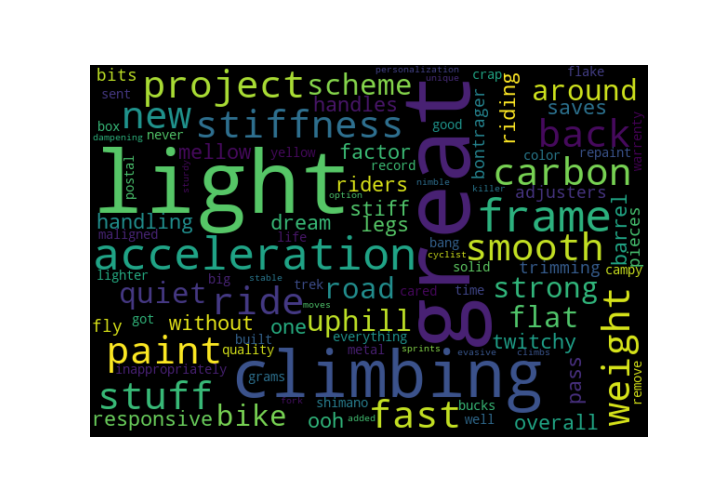 personalization
crap
flake
bits
project
scheme
unique
around
sent
new
handles
riding
saves
box
stiffness
great
good
bontrager
back
warrenty
dampening
never
light
mellow
yellow
factor
color
repaint
postal
sturdy
record
carbon
riders
nimble
killer
adjusters
option
stiff
frame
barrel
pieces
handling
dream
legs
maligned
life
bang
smooth
acceleration
cyclist
solid
trimming
campy
lighter
big
trek
cared
time
strong
quiet
ride
road
moves
weight
fly
got
without
one
uphill
flat
built
everything
twitchy
paint
quality
metal
sprints
evasive
climbs
pass
remove
inappropriately
grams
climbing
stuff
fork
shimano
fast
bucks
responsive
bike
ooh
added
well
overall